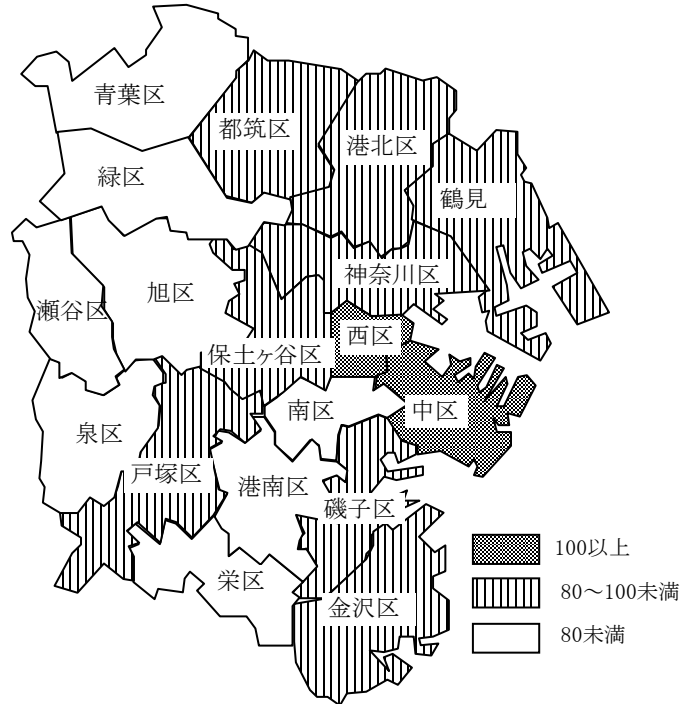 青葉区
都筑区
港北区
緑区
鶴見
神奈川区
瀬谷区
旭区
西区
保土ヶ谷区
泉区
南区
中区
戸塚区
港南区
磯子区
栄区
金沢区
100以上
80～100未満
80未満